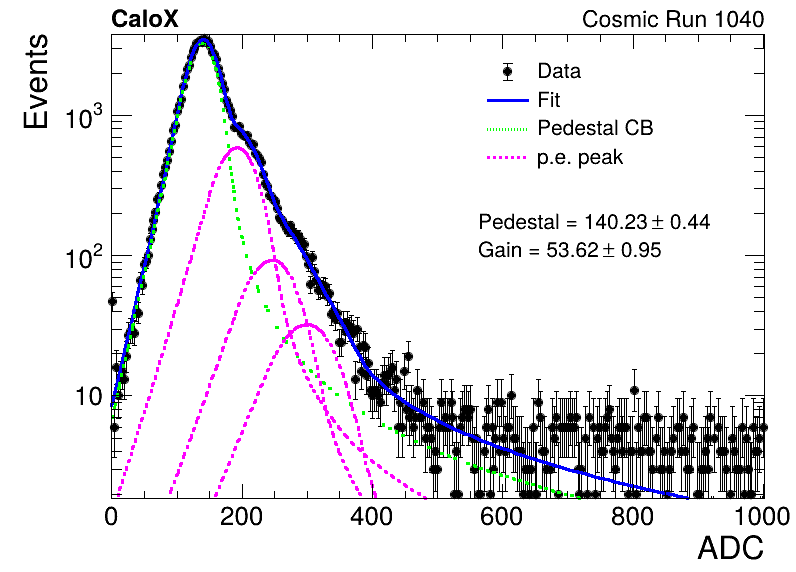 CaloX Cosmic Run 1040
Events
Data
Fit
Pedestal CB
p.e. peak
Pedestal = 140.23 ± 0.44
Gain = 53.62 ± 0.95
10³
10²
10
0 200 400 600 800 1000
ADC